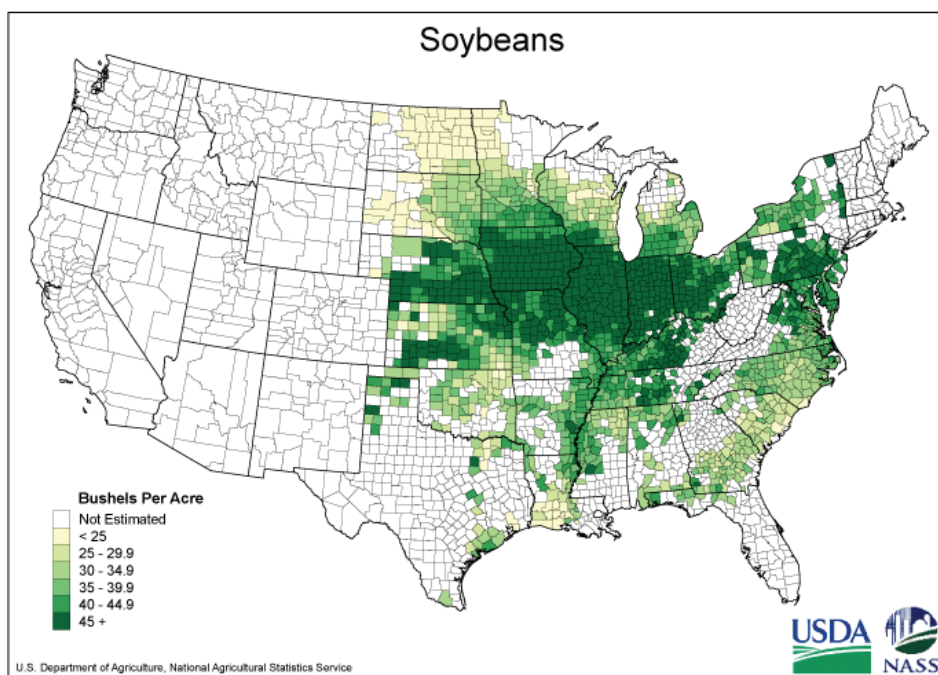 Soybeans
Bushels Per Acre
Not Estimated
< 25
25 - 29.9
30 - 34.9
35 - 39.9
40 - 44.9
45 +
U.S. Department of Agriculture, National Agricultural Statistics Service
USDA
NASS